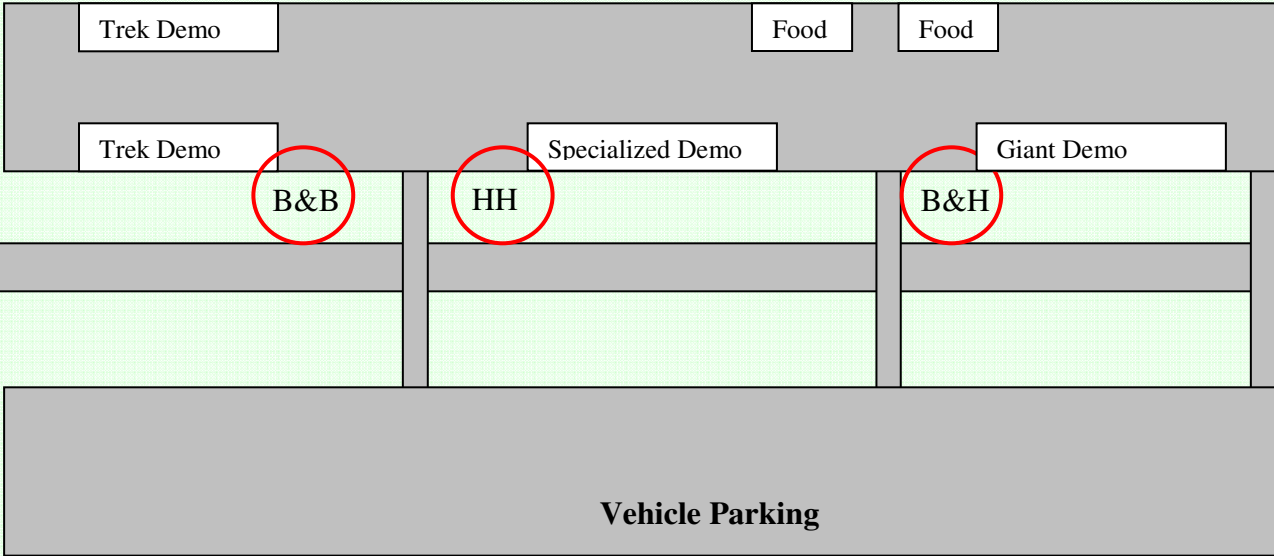 Trek Demo
Food
Food
Trek Demo
Specialized Demo
Giant Demo
B&B
HH
B&H
Vehicle Parking